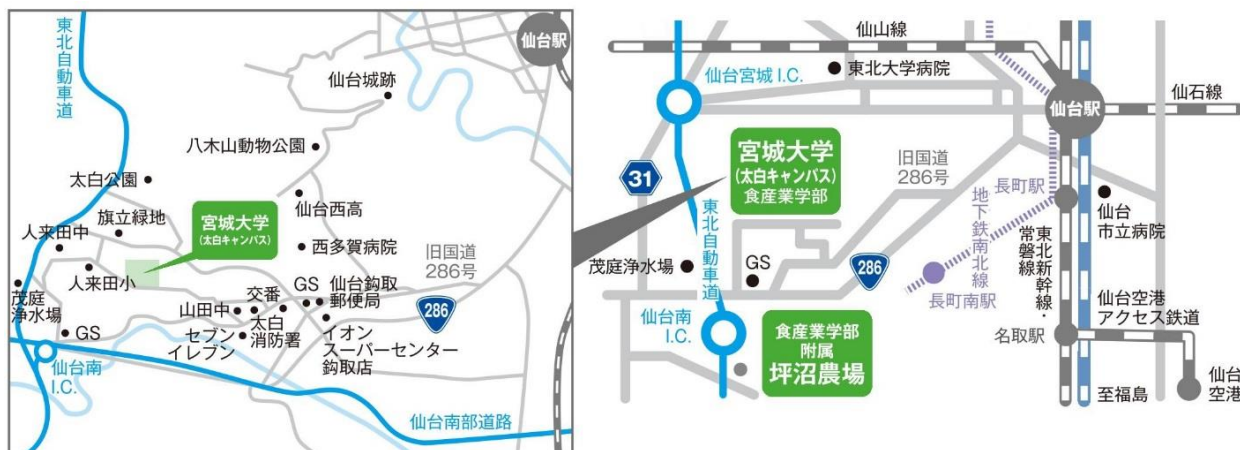 東北自動車道
仙台駅
仙台城跡
八木山動物公園
太白公園
旗立緑地
宮城大学
(太白キャンパス)
仙台西高
人来田中
西多賀病院
旧国道
286号
人来田小
茂庭
浄水場
GS
山田中
交番
GS
仙台鈎取
郵便局
286
セブン
イレブン
太白
消防署
イオン
スーパーセンター
鈎取店
仙台南
I.C.
仙台南部道路
仙山線
仙台宮城 I.C.
東北大学病院
仙台駅
仙石線
31
宮城大学
(太白キャンパス)
食産業学部
旧国道
286号
長町駅
仙台
市立病院
地下鉄南北線
東北新幹線・
常磐線
東北自動車道
茂庭浄水場
GS
286
長町南駅
仙台南
I.C.
食産業学部
附属
坪沼農場
仙台空港
アクセス鉄道
名取駅
至福島
仙台
空港